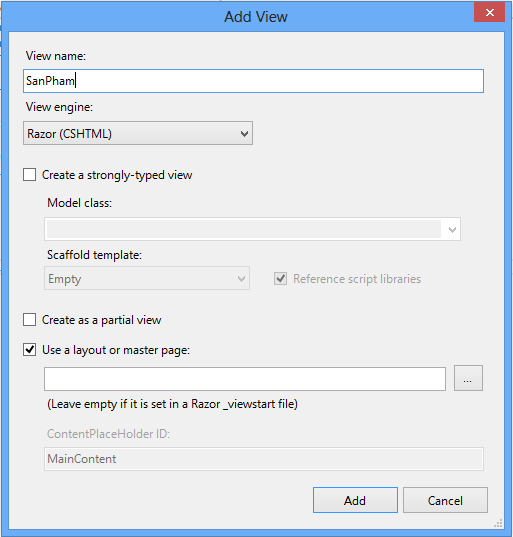 Add View
View name:
SanPham
View engine:
Razor (CSHTML)
Create a strongly-typed view
Model class:
Scaffold template:
Empty
Reference script libraries
Create as a partial view
Use a layout or master page:
...
(Leave empty if it is set in a Razor _viewstart file)
ContentPlaceHolder ID:
MainContent
Add
Cancel